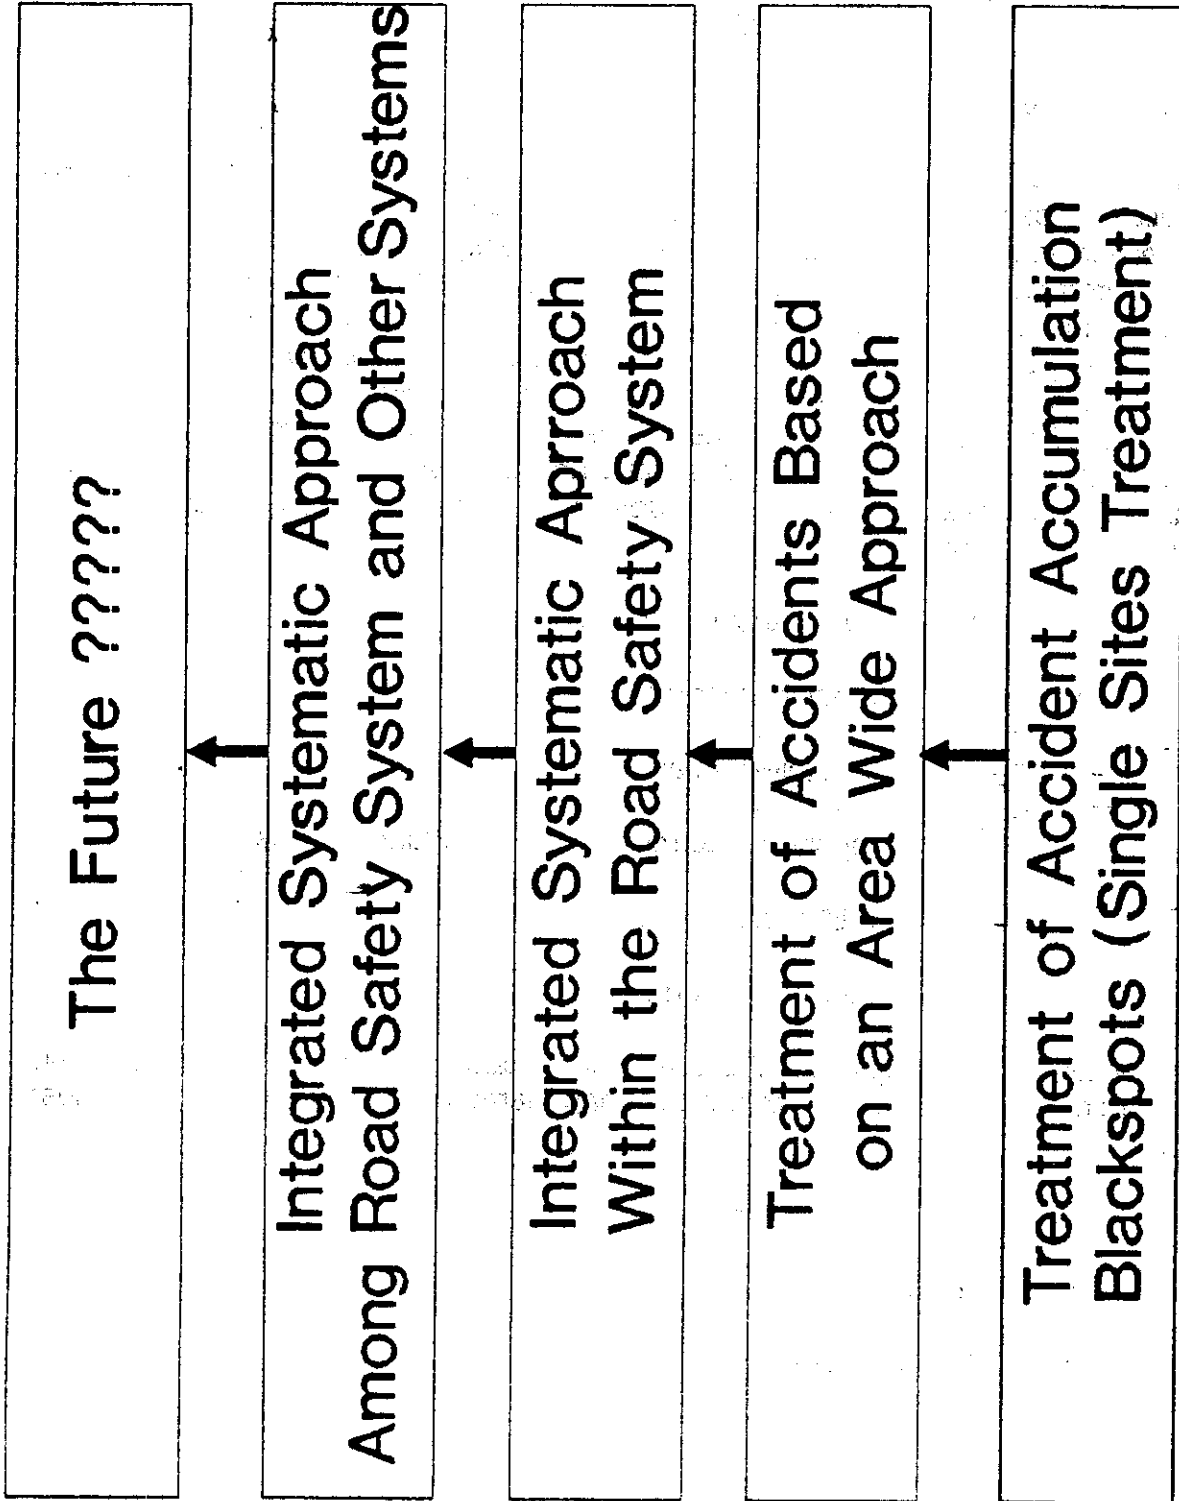 The Future ?????
Integrated Systematic Approach
Among Road Safety System and Other Systems
Integrated Systematic Aprroach
Within the Road Safety System
Treatment of Accidents Based
on an Area Wide Approach
Treatment of Accident Accumulation
Blackspots (Single Sites Treatment)